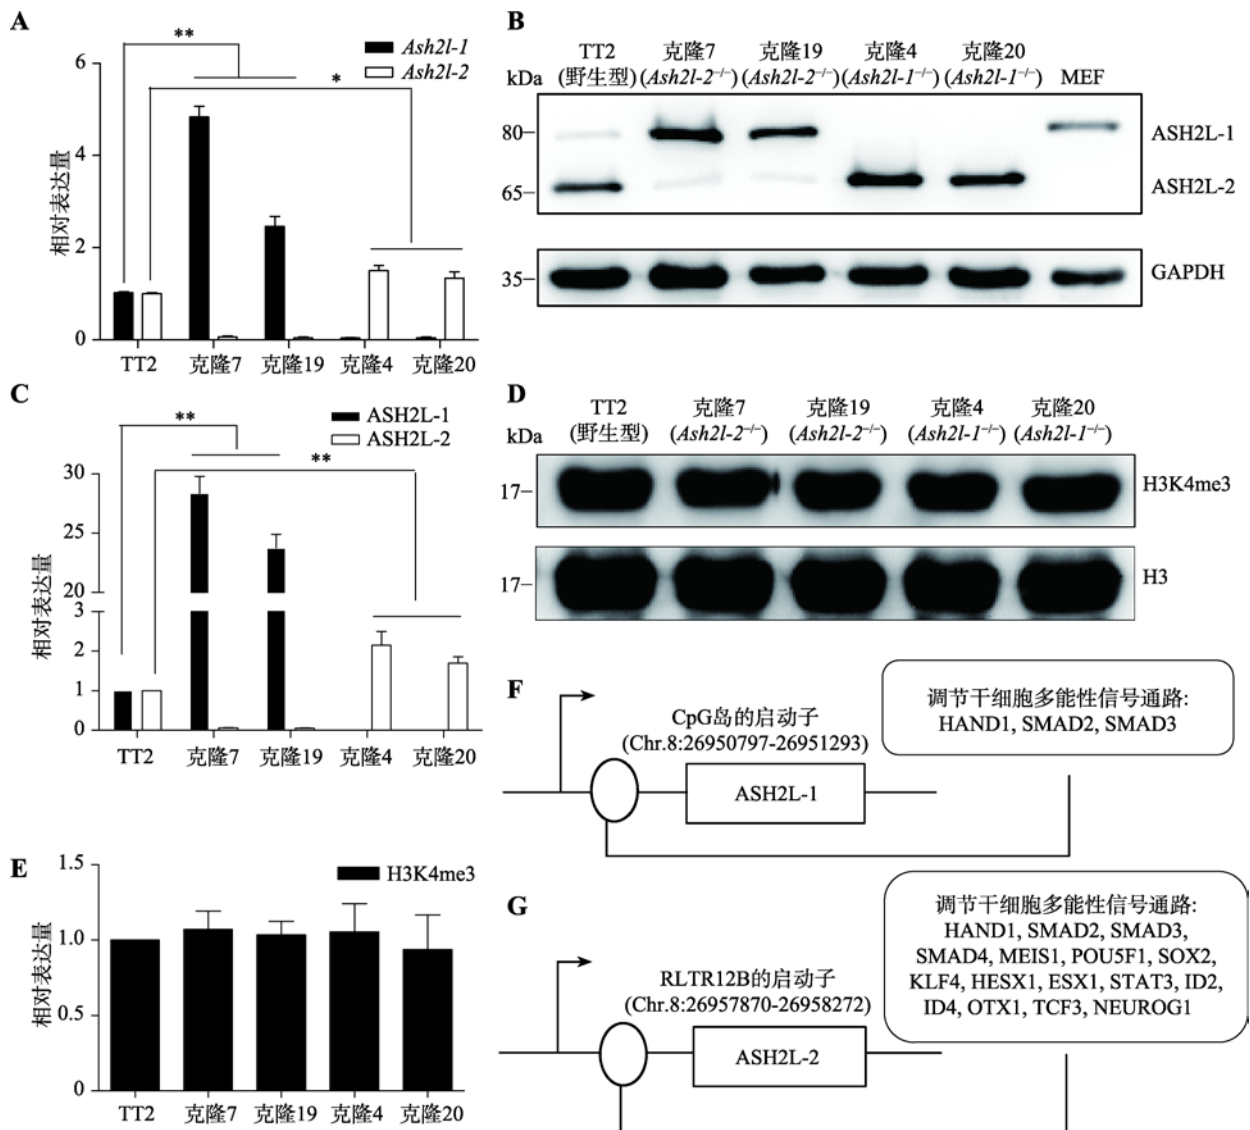 A
**
*
Ash2l-1
Ash2l-2
相对表达量
6
4
2
0
TT2
克隆7
克隆19
克隆4
克隆20
B
kDa
TT2
(野生型)
克隆7
(Ash2l-2⁻/⁻)
克隆19
(Ash2l-2⁻/⁻)
克隆4
(Ash2l-1⁻/⁻)
克隆20
(Ash2l-1⁻/⁻)
MEF
80
65
35
ASH2L-1
ASH2L-2
GAPDH
C
**
**
ASH2L-1
ASH2L-2
相对表达量
30
25
20
3
2
1
0
TT2
克隆7
克隆19
克隆4
克隆20
D
kDa
TT2
(野生型)
克隆7
(Ash2l-2⁻/⁻)
克隆19
(Ash2l-2⁻/⁻)
克隆4
(Ash2l-1⁻/⁻)
克隆20
(Ash2l-1⁻/⁻)
17
17
H3K4me3
H3
E
H3K4me3
相对表达量
1.5
1.0
0.5
0
TT2
克隆7
克隆19
克隆4
克隆20
F
CpG岛的启动子
(Chr.8:26950797-26951293)
ASH2L-1
调节干细胞多能性信号通路:
HAND1, SMAD2, SMAD3
G
RLTR12B的启动子
(Chr.8:26957870-26958272)
ASH2L-2
调节干细胞多能性信号通路:
HAND1, SMAD2, SMAD3,
SMAD4, MEIS1, POU5F1, SOX2,
KLF4, HESX1, ESX1, STAT3, ID2,
ID4, OTX1, TCF3, NEUROG1